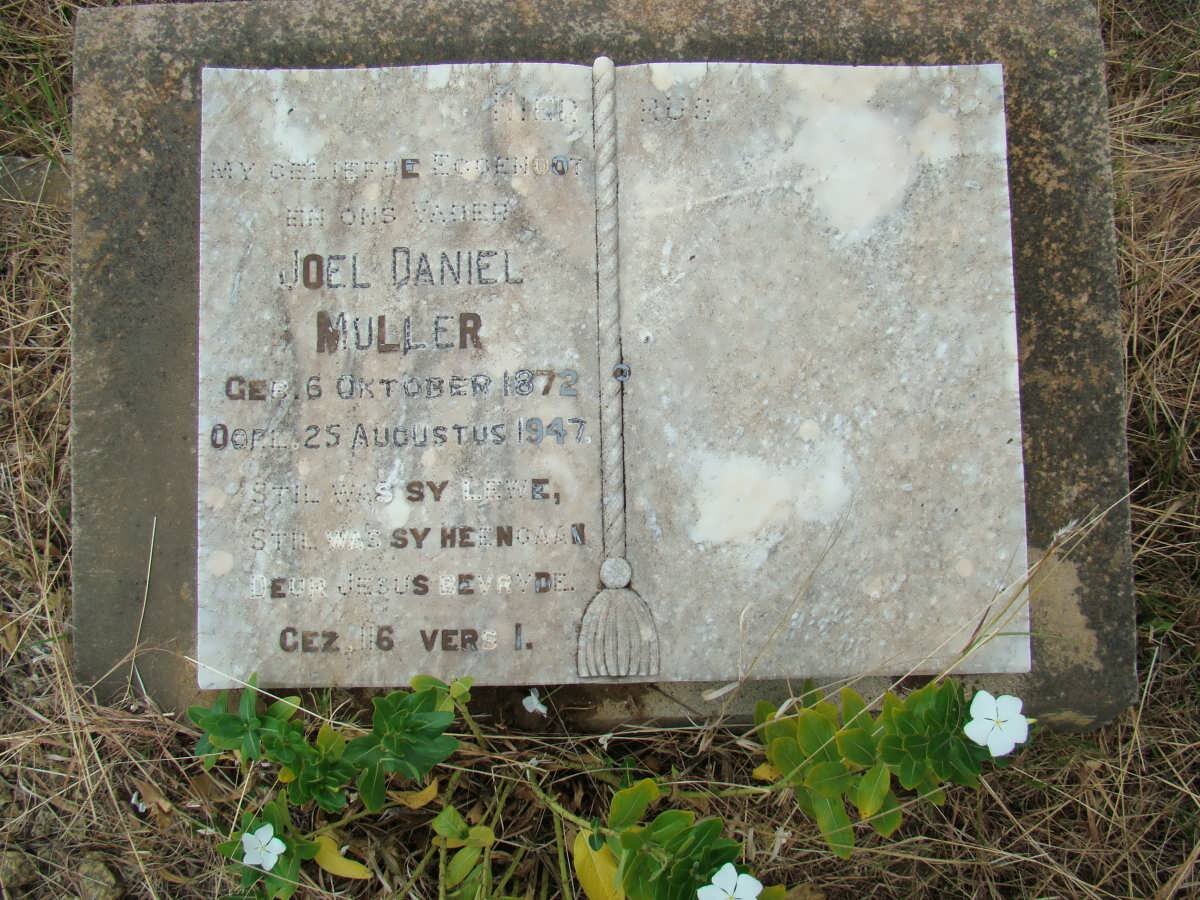 HIER RUS
MY GELIEFDE EGGENOOT
EN ONS VADER
JOEL DANIEL
MULLER
GEB. 6 OKTOBER 1872
OORL. 25 AUGUSTUS 1947.
STIL WAS SY LEWE,
STIL WAS SY HEENGAAN
DEUR JESUS BEVRYDE.
GEZ. 116 VERS 1.